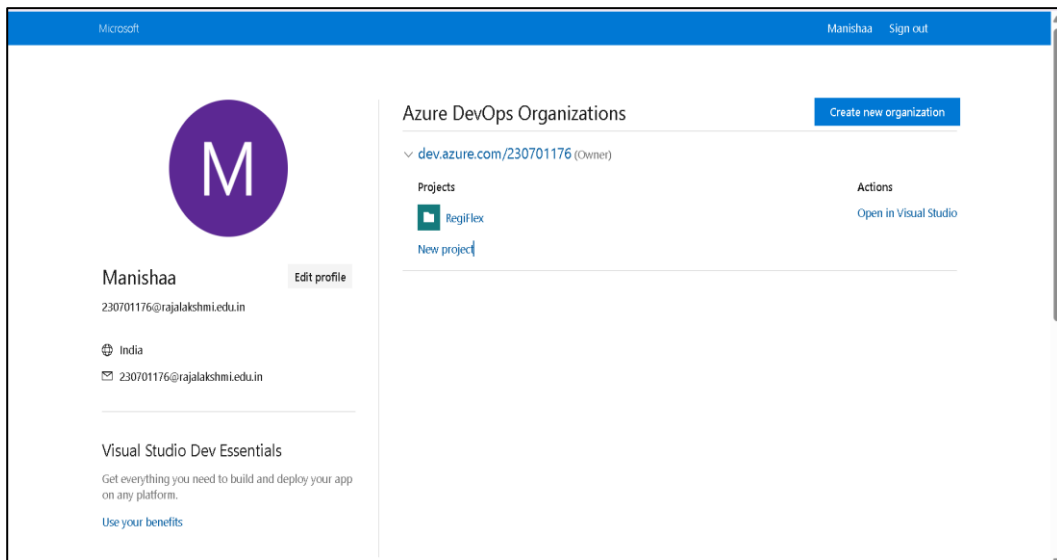 Microsoft
Manishaa Sign out
M
Manishaa
Edit profile
230701176@rajalakshmi.edu.in
India
230701176@rajalakshmi.edu.in
Visual Studio Dev Essentials
Get everything you need to build and deploy your app
on any platform.
Use your benefits
Azure DevOps Organizations
Create new organization
dev.azure.com/230701176 (Owner)
Projects
Actions
RegiFlex
Open in Visual Studio
New project